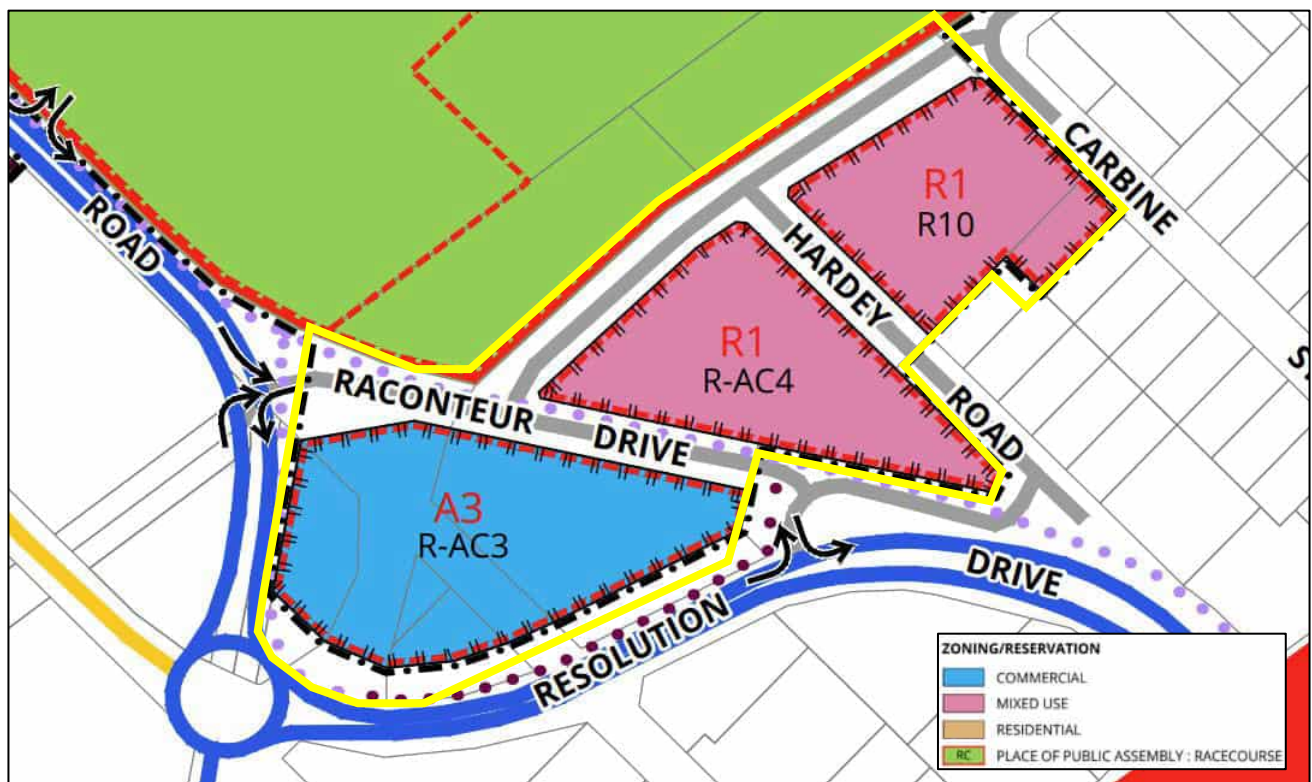 CARBINE
R1
R10
ROAD
HARDEY
R1
R-AC4
RACONTEUR
DRIVE
ROAD
A3
R-AC3
DRIVE
RESOLUTION
ZONING/RESERVATION
COMMERCIAL
MIXED USE
RESIDENTIAL
RC PLACE OF PUBLIC ASSEMBLY : RACECOURSE